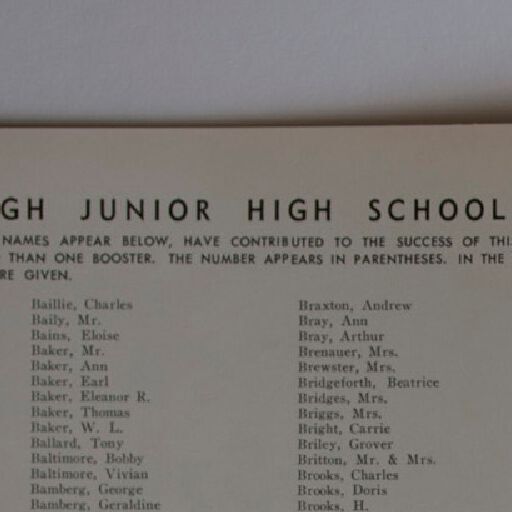 GH JUNIOR HIGH SCHOOL
NAMES APPEAR BELOW, HAVE CONTRIBUTED TO THE SUCCESS OF THI
THAN ONE BOOSTER. THE NUMBER APPEARS IN PARENTHESES. IN THE
RE GIVEN.
Baillie, Charles
Baily, Mr.
Bains, Eloise
Baker, Mr.
Baker, Ann
Baker, Earl
Baker, Eleanor R.
Baker, Thomas
Baker, W. L.
Ballard, Tony
Baltimore, Bobby
Baltimore, Vivian
Bamberg, George
Bamberg, Geraldine
Braxton, Andrew
Bray, Ann
Bray, Arthur
Brenauer, Mrs.
Brewster, Mrs.
Bridgeforth, Beatrice
Bridges, Mrs.
Briggs, Mrs.
Bright, Carrie
Briley, Grover
Britton, Mr. & Mrs.
Brooks, Charles
Brooks, Doris
Brooks, H.